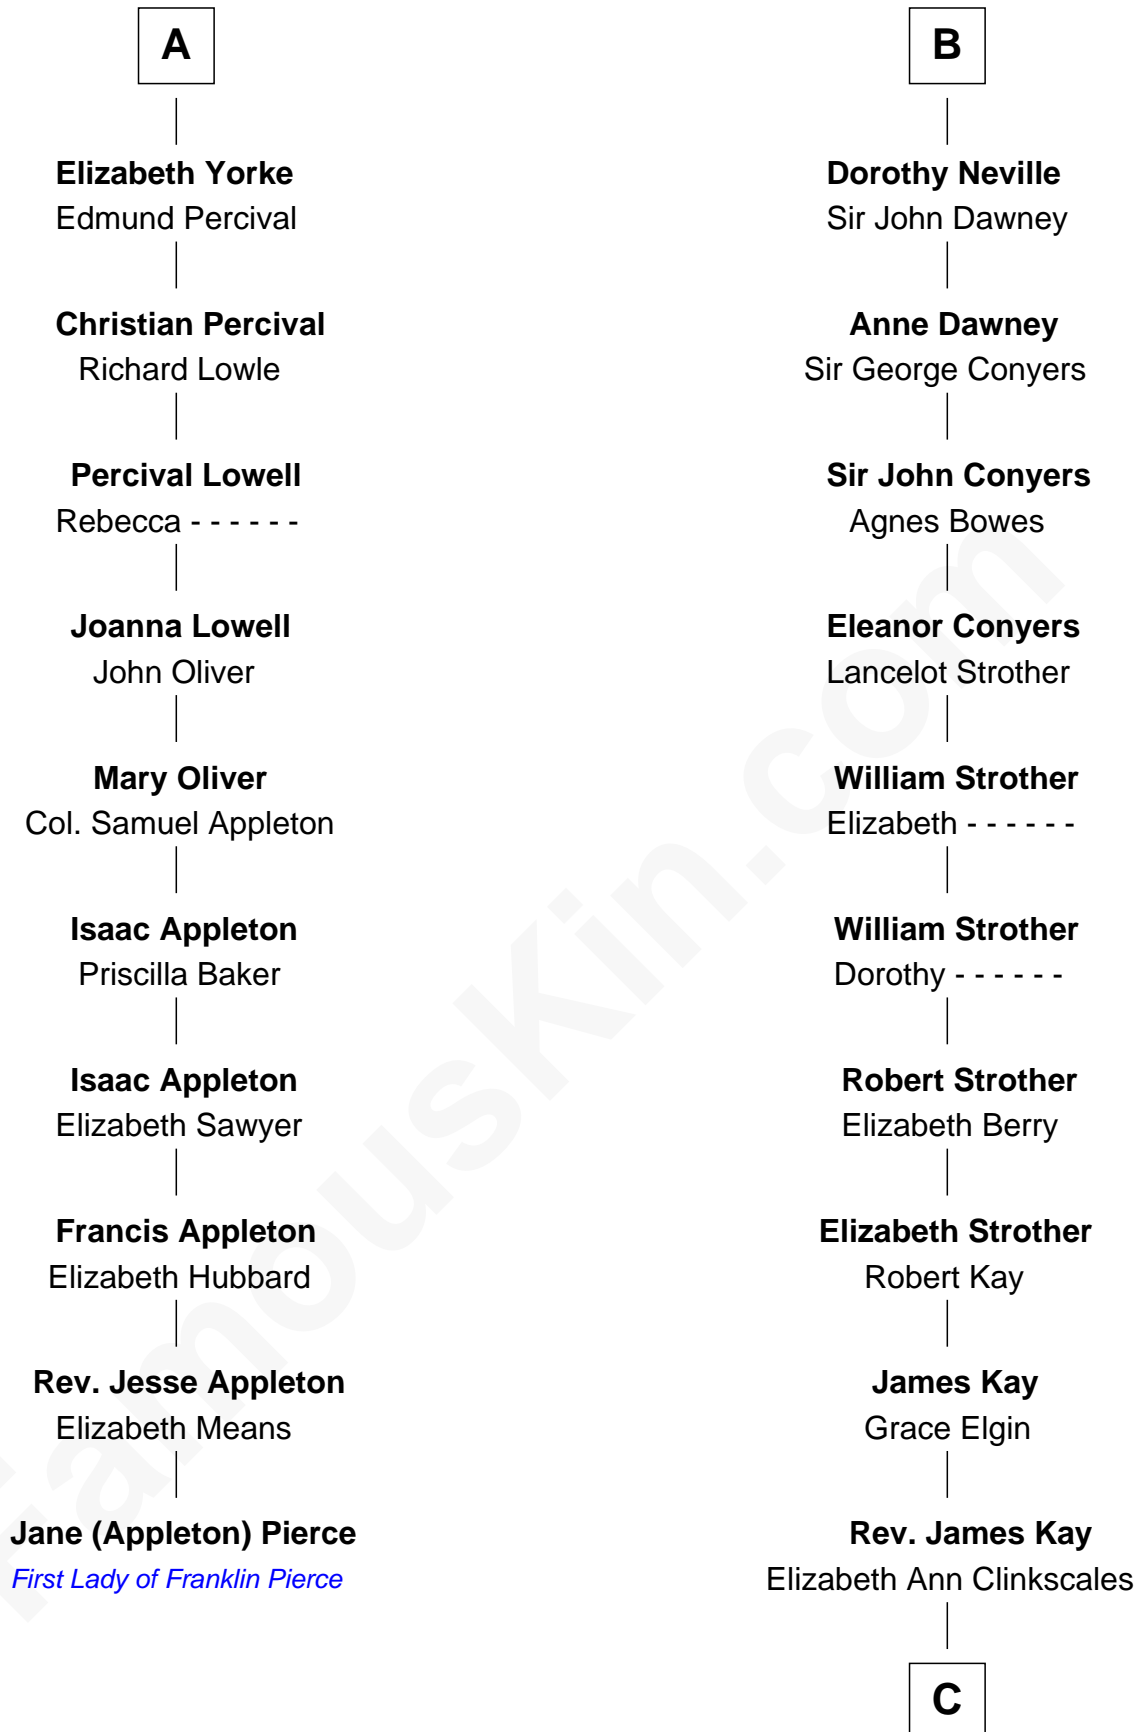 A
Elizabeth Yorke
Edmund Percival
Christian Percival
Richard Lowle
Percival Lowell
Rebecca - - - - - -
Joanna Lowell
John Oliver
Mary Oliver
Col. Samuel Appleton
Isaac Appleton
Priscilla Baker
Isaac Appleton
Elizabeth Sawyer
Francis Appleton
Elizabeth Hubbard
Rev. Jesse Appleton
Elizabeth Means
Jane (Appleton) Pierce
First Lady of Franklin Pierce
B
Dorothy Neville
Sir John Dawney
Anne Dawney
Sir George Conyers
Sir John Conyers
Agnes Bowes
Eleanor Conyers
Lancelot Strother
William Strother
Elizabeth - - - - - -
William Strother
Dorothy - - - - - -
Robert Strother
Elizabeth Berry
Elizabeth Strother
Robert Kay
James Kay
Grace Elgin
Rev. James Kay
Elizabeth Ann Clinkscales
C
FamousKin.com